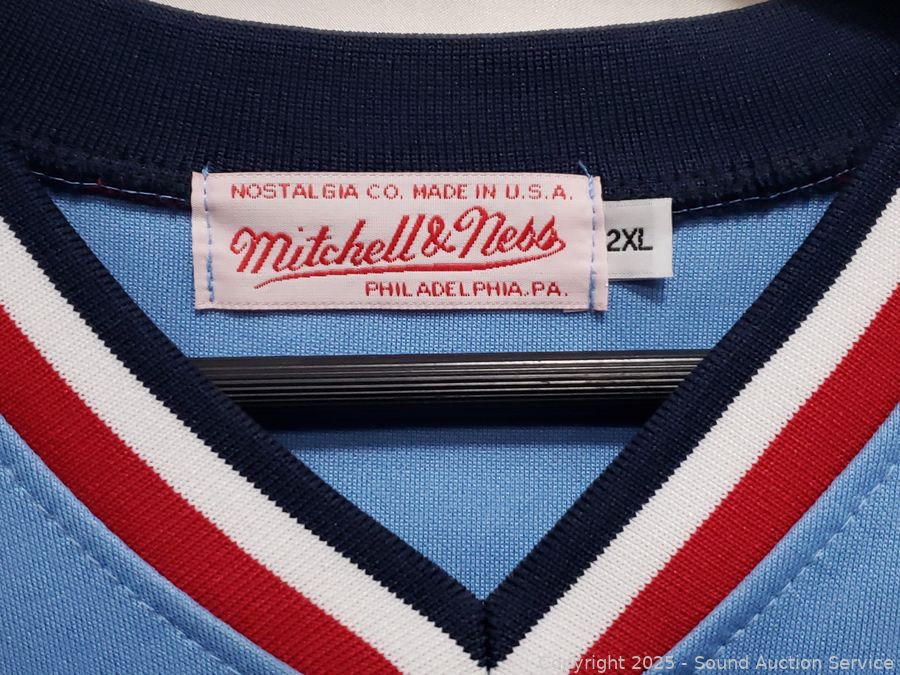 NOSTALGIA CO. MADE IN U.S.A.
Mitchell & Ness
PHILADELPHIA. PA.
2XL
Copyright 2025 - Sound Auction Service